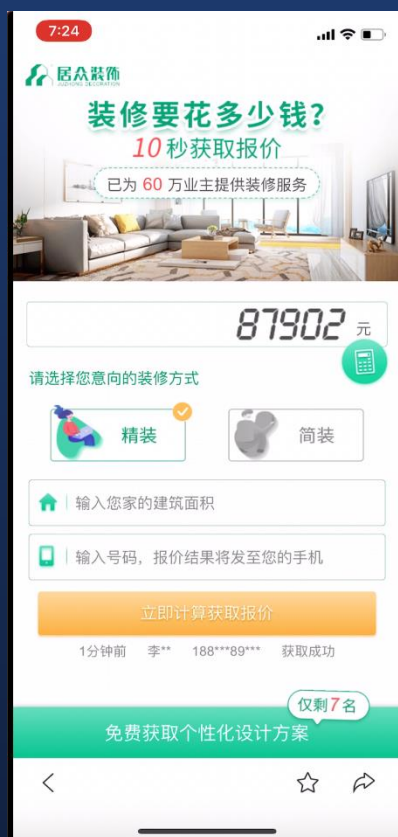 7:24
居众装饰
JUZHONG DECORATION
装修要花多少钱？
10秒获取报价
已为 60 万业主提供装修服务
87902 元
请选择您意向的装修方式
精装
简装
输入您家的建筑面积
输入号码，报价结果将发至您的手机
立即计算获取报价
1分钟前 李** 188***89*** 获取成功
仅剩7名
免费获取个性化设计方案